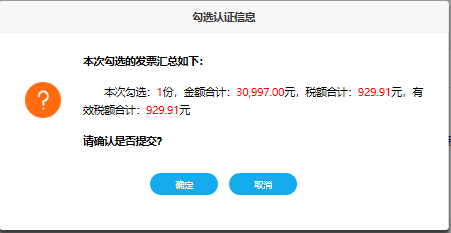 勾选认证信息
本次勾选的发票汇总如下：
本次勾选：1份，金额合计：30,997.00元，税额合计：929.91元，有
效税额合计：929.91元
请确认是否提交?
确定 取消